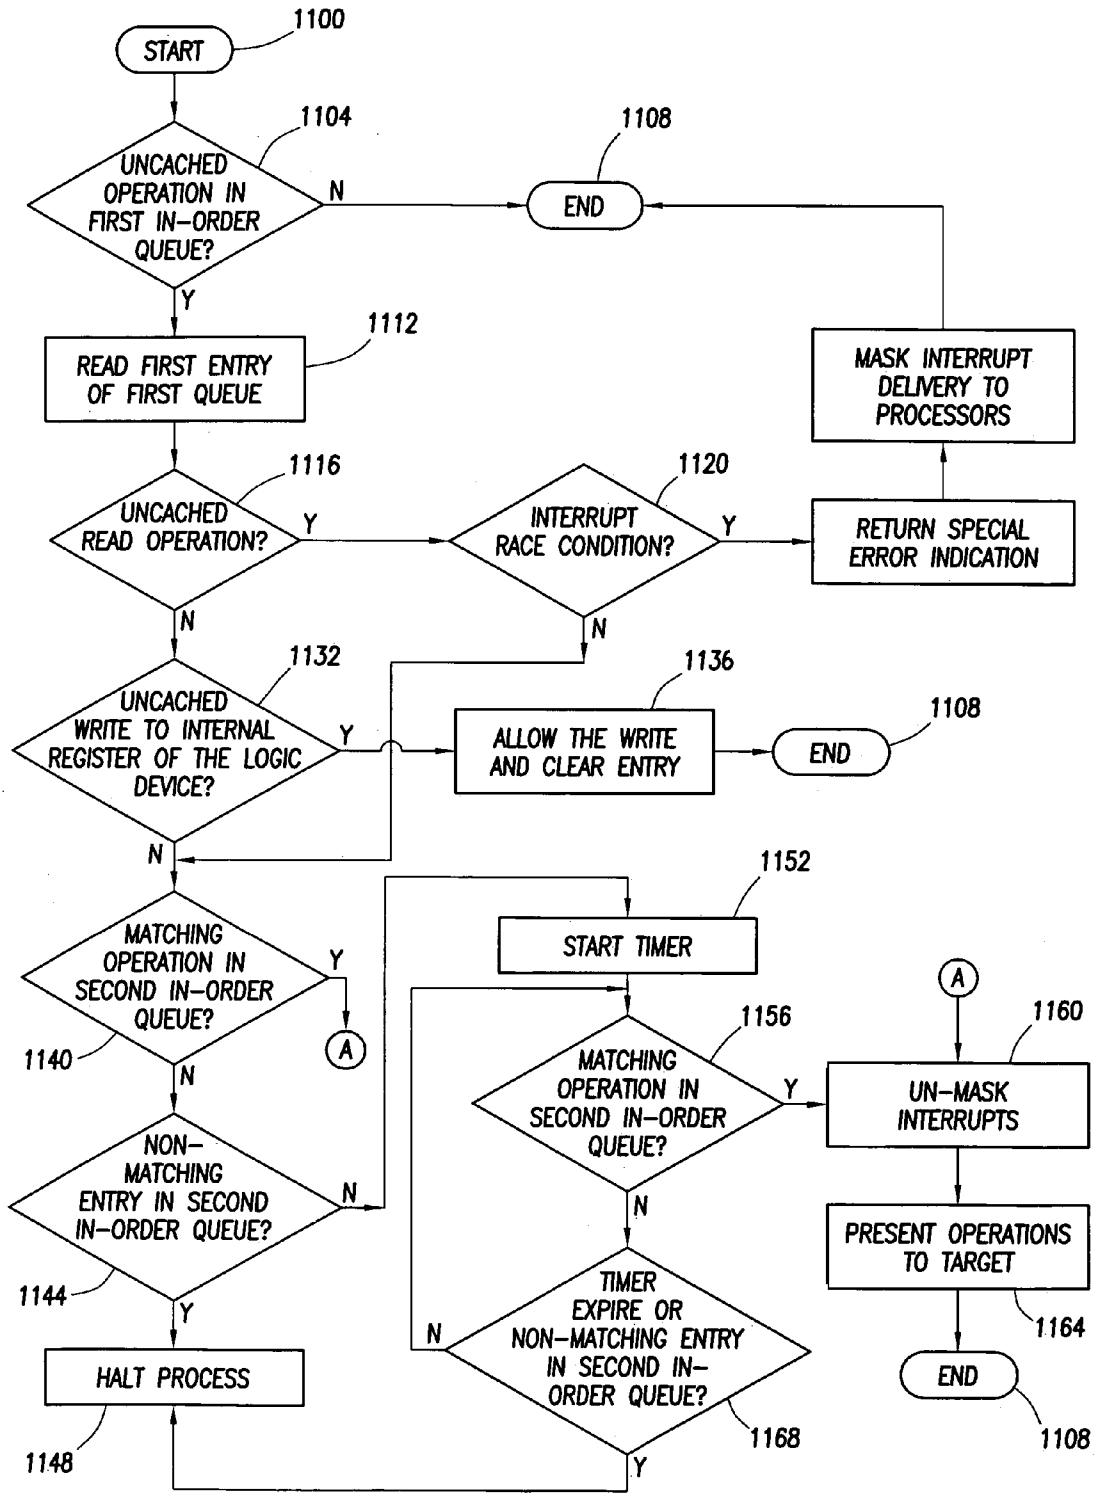 1100
START
1104
UNCACHED
OPERATION IN
FIRST IN-ORDER
QUEUE?
N
1108
END
Y
1112
READ FIRST ENTRY
OF FIRST QUEUE
MASK INTERRUPT
DELIVERY TO
PROCESSORS
1116
UNCACHED
READ OPERATION?
Y
1120
INTERRUPT
RACE CONDITION?
Y
RETURN SPECIAL
ERROR INDICATION
N
N
1132
UNCACHED
WRITE TO INTERNAL
REGISTER OF THE LOGIC
DEVICE?
Y
1136
ALLOW THE WRITE
AND CLEAR ENTRY
1108
END
N
1140
MATCHING
OPERATION IN
SECOND IN-ORDER
QUEUE?
Y
A
N
1152
START TIMER
1156
MATCHING
OPERATION IN
SECOND IN-ORDER
QUEUE?
Y
A
1160
UN-MASK
INTERRUPTS
N
NON-
MATCHING
ENTRY IN SECOND
IN-ORDER QUEUE?
N
1144
Y
PRESENT OPERATIONS
TO TARGET
1164
TIMER
EXPIRE OR
NON-MATCHING ENTRY
IN SECOND IN-
ORDER QUEUE?
N
1168
Y
END
1108
HALT PROCESS
1148